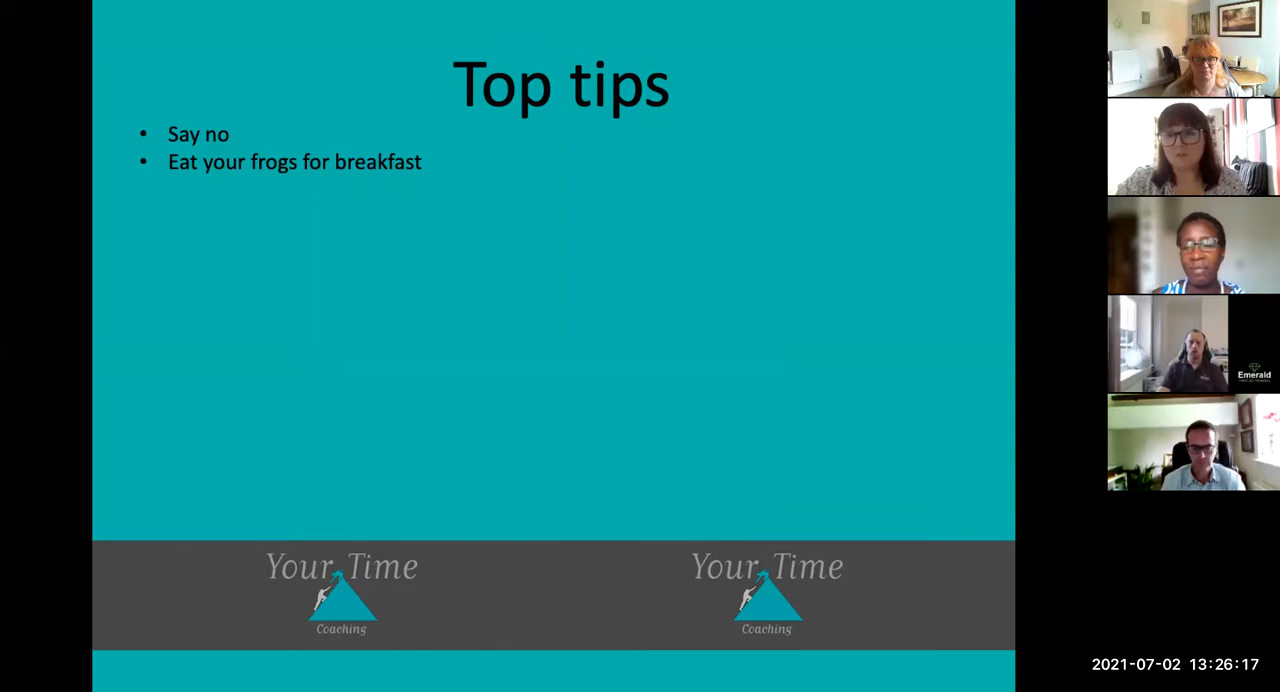 Top tips
• Say no
• Eat your frogs for breakfast
Your Time
Coaching
Your Time
Coaching
Emerald
2021-07-02 13:26:17